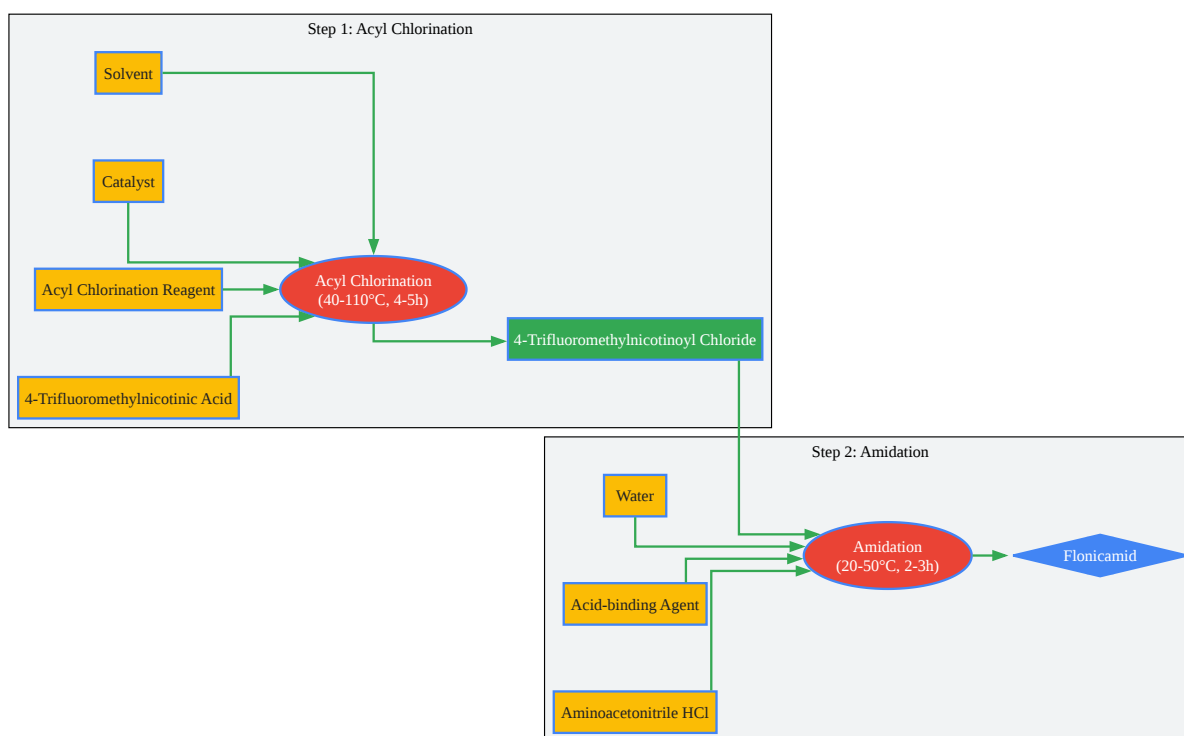 Step 1: Acyl Chlorination
Solvent
Catalyst
Acyl Chlorination Reagent
Acyl Chlorination
(40-110°C, 4-5h)
4-Trifluoromethylnicotinoyl Chloride
4-Trifluoromethylnicotinic Acid
Step 2: Amidation
Water
Amidation
(20-50°C, 2-3h)
Flonicamid
Acid-binding Agent
Aminoacetonitrile HCl